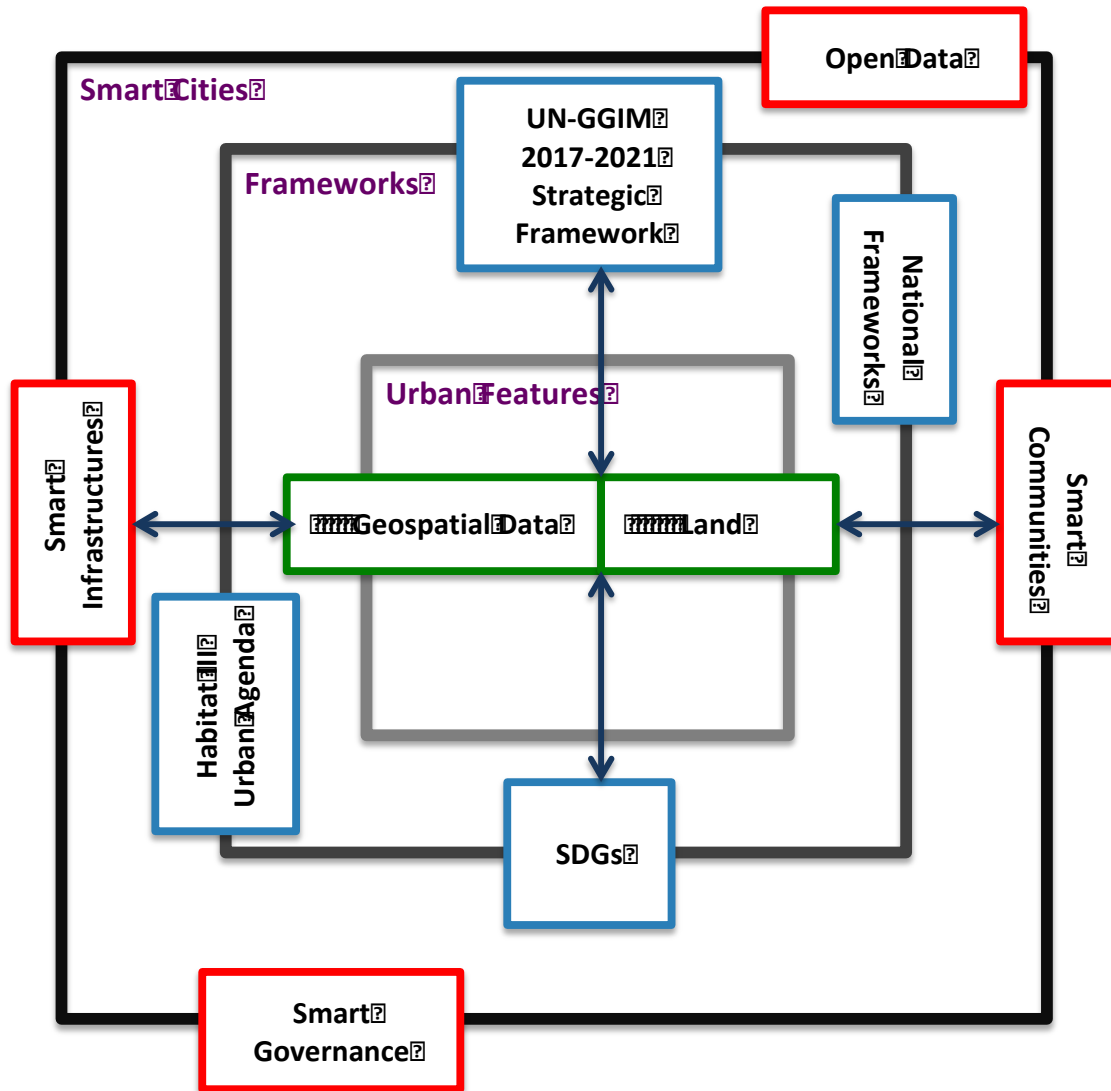 Open Data
Smart Cities
UN-GGIM
2017-2021
Strategic
Framework
Frameworks
National
Frameworks
Urban Features
Smart
Infrastructures
Geospatial Data
Land
Smart
Communities
Habitat III
Urban Agenda
SDGs
Smart
Governance